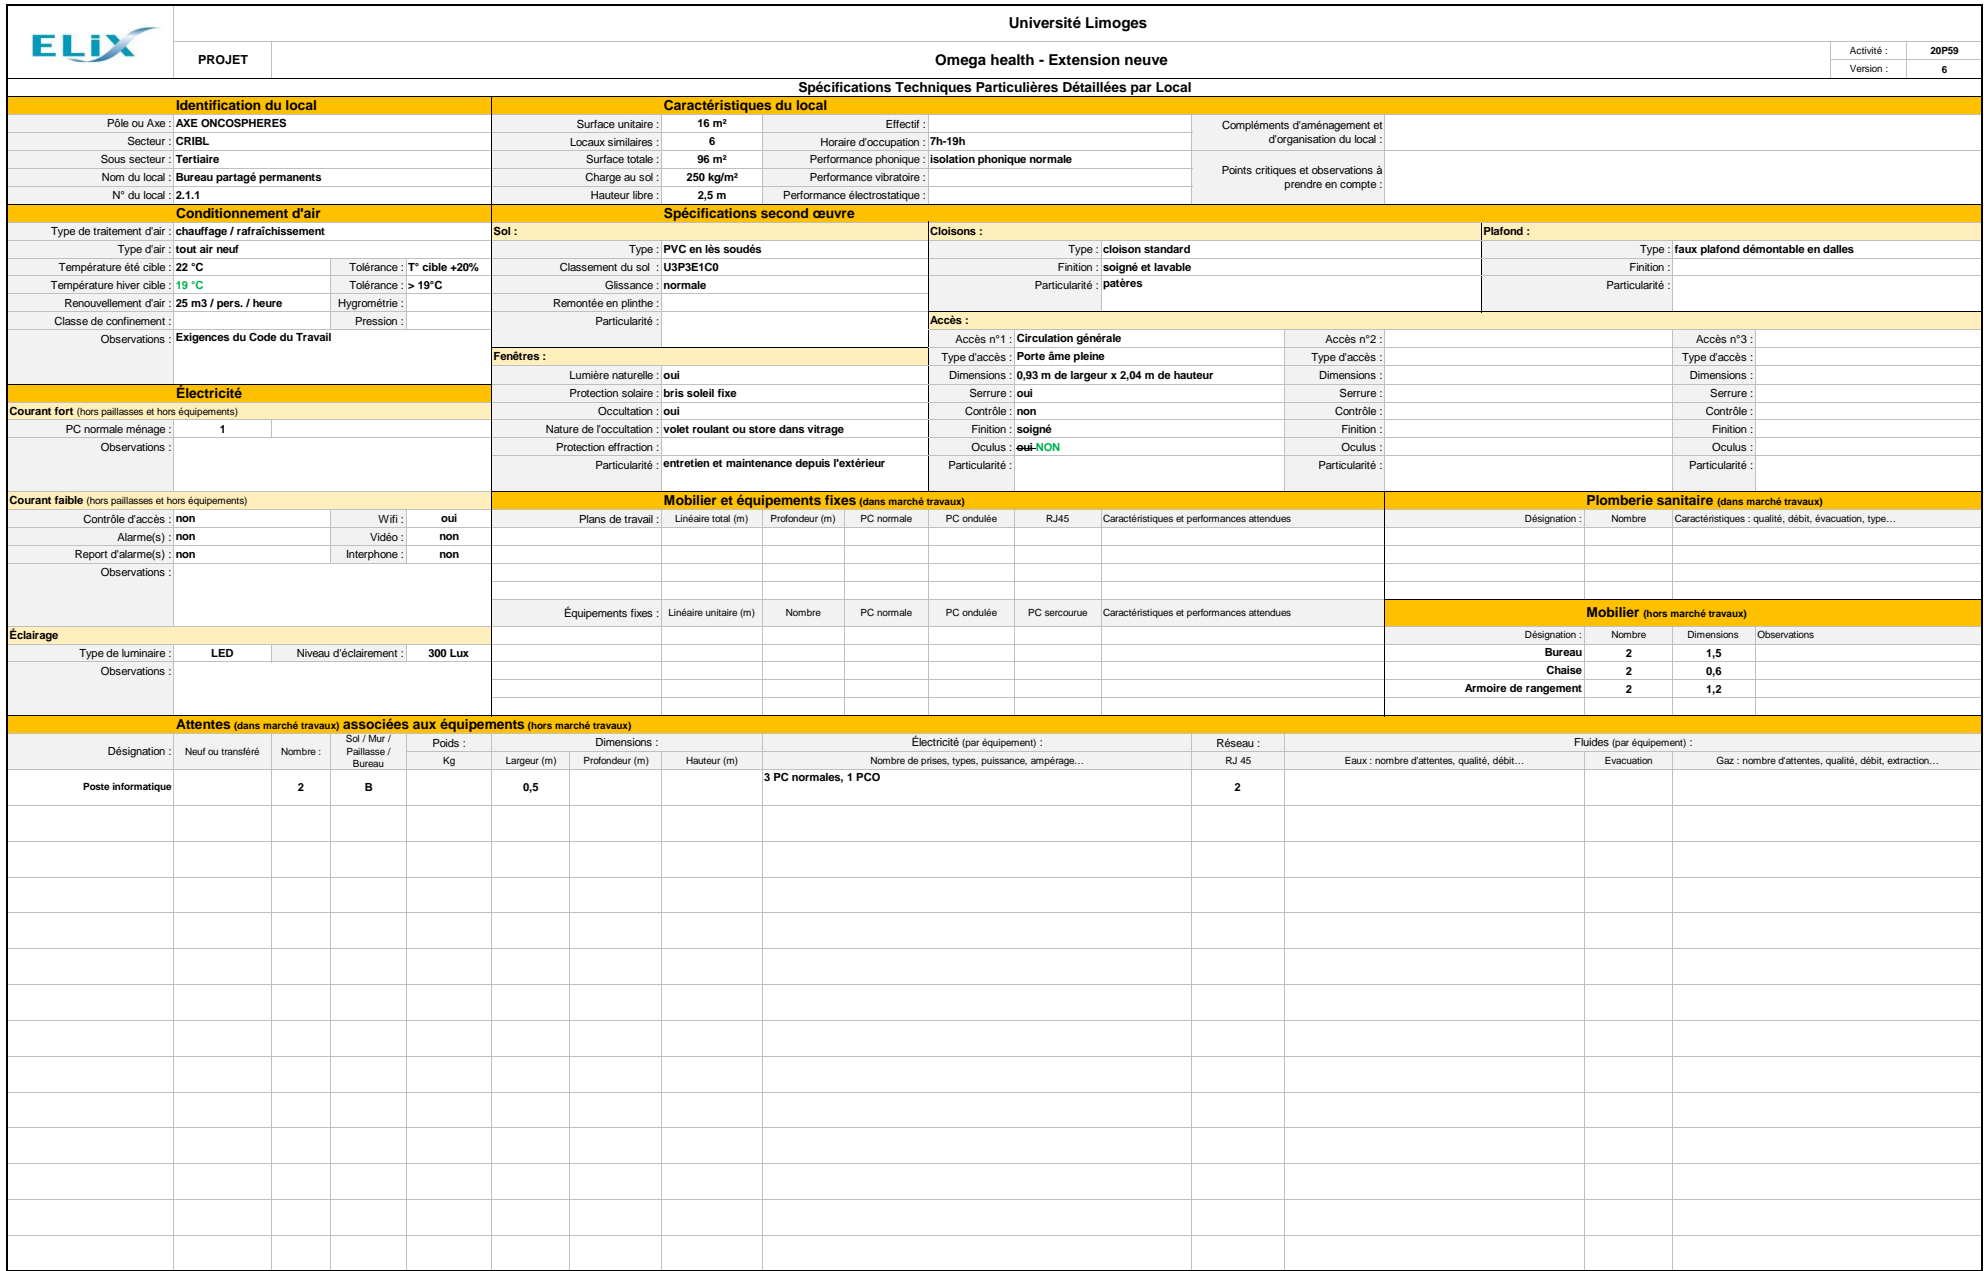 ELiX
Université Limoges
PROJET
Omega health - Extension neuve
Activité : 20P59
Version : 6
Spécifications Techniques Particulières Détaillées par Local
Identification du local
Pôle ou Axe : AXE ONCOSPHERES
Secteur : CRIBL
Sous secteur : Tertiaire
Nom du local : Bureau partagé permanents
N° du local : 2.1.1
Caractéristiques du local
Surface unitaire : 16 m²
Locaux similaires : 6
Surface totale : 96 m²
Charge au sol : 250 kg/m²
Hauteur libre : 2,5 m
Effectif :
Horaire d'occupation : 7h-19h
Performance phonique : isolation phonique normale
Performance vibratoire :
Performance électrostatique :
Compléments d'aménagement et
d'organisation du local :
Points critiques et observations à
prendre en compte :
Conditionnement d'air
Type de traitement d'air : chauffage / rafraîchissement
Type d'air : tout air neuf
Température été cible : 22 °C Tolérance : T° cible +20%
Température hiver cible : 19 °C Tolérance : > 19°C
Renouvellement d'air : 25 m3 / pers. / heure Hygrométrie :
Classe de confinement : Pression :
Observations : Exigences du Code du Travail
Spécifications second œuvre
Sol :
Type : PVC en lès soudés
Classement du sol : U3P3E1C0
Glissance : normale
Remontée en plinthe :
Particularité :
Cloisons :
Type : cloison standard
Finition : soigné et lavable
Particularité : patères
Plafond :
Type : faux plafond démontable en dalles
Finition :
Particularité :
Fenêtres :
Lumière naturelle : oui
Protection solaire : bris soleil fixe
Occultation : oui
Nature de l'occultation : volet roulant ou store dans vitrage
Protection effraction :
Particularité : entretien et maintenance depuis l'extérieur
Accès :
Accès n°1 : Circulation générale
Type d'accès : Porte âme pleine
Dimensions : 0,93 m de largeur x 2,04 m de hauteur
Serrure : oui
Contrôle : non
Finition : soigné
Oculus : oui NON
Particularité :
Accès n°2 :
Type d'accès :
Dimensions :
Serrure :
Contrôle :
Finition :
Oculus :
Particularité :
Accès n°3 :
Type d'accès :
Dimensions :
Serrure :
Contrôle :
Finition :
Oculus :
Particularité :
Électricité
Courant fort (hors paillasses et hors équipements)
PC normale ménage : 1
Observations :
Courant faible (hors paillasses et hors équipements)
Contrôle d'accès : non Wifi : oui
Alarme(s) : non Vidéo : non
Report d'alarme(s) : non Interphone : non
Observations :
Éclairage
Type de luminaire : LED Niveau d'éclairement : 300 Lux
Observations :
Mobilier et équipements fixes (dans marché travaux)
Plans de travail : Linéaire total (m) Profondeur (m) PC normale PC ondulée RJ45 Caractéristiques et performances attendues
Équipements fixes : Linéaire unitaire (m) Nombre PC normale PC ondulée PC sercourue Caractéristiques et performances attendues
Plomberie sanitaire (dans marché travaux)
Désignation : Nombre Caractéristiques : qualité, débit, évacuation, type…
Mobilier (hors marché travaux)
Désignation : Nombre Dimensions Observations
Bureau 2 1,5
Chaise 2 0,6
Armoire de rangement 2 1,2
Attentes (dans marché travaux) associées aux équipements (hors marché travaux)
Désignation : Neuf ou transféré Nombre :
Sol / Mur /
Paillasse /
Bureau
Poids : Dimensions : Électricité (par équipement) : Réseau : Fluides (par équipement) :
Kg Largeur (m) Profondeur (m) Hauteur (m) Nombre de prises, types, puissance, ampérage… RJ 45 Eaux : nombre d'attentes, qualité, débit… Evacuation Gaz : nombre d'attentes, qualité, débit, extraction…
Poste informatique 2 B 0,5 3 PC normales, 1 PCO 2